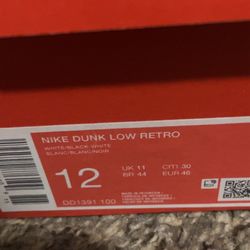 NIKE DUNK LOW RETRO
WHITE/BLACK-WHITE
BLANC/BLANC/NOIR
12
UK 11 CM 30
BR 44 EUR 46
DD1391 100